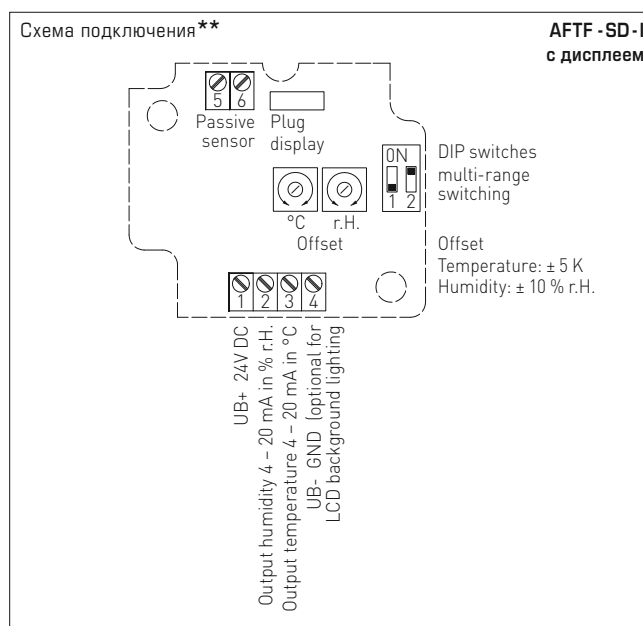 Схема подключения**
AFTF - SD - 
с дисплеем
5 6
Passive
sensor
Plug
display
ON
1 2
DIP switches
multi-range
switching
°C
r.H.
Offset
Offset
Temperature: ± 5 K
Humidity: ± 10 % r.H.
1 2 3 4
UB+ 24V DC
Output humidity 4 – 20 mA in % r.H.
Output temperature 4 – 20 mA in °C
UB- GND (optional for
LCD background lighting